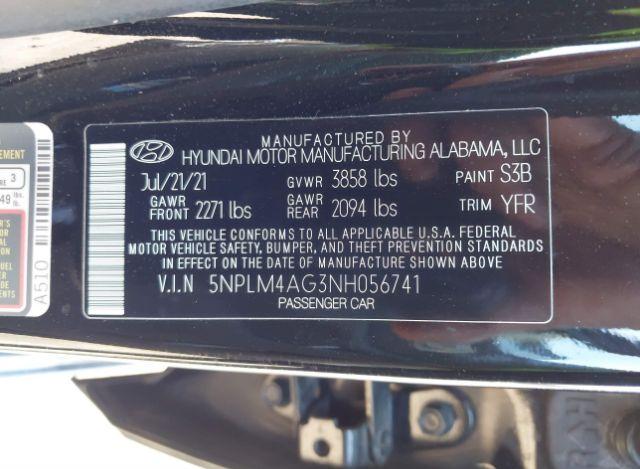 MANUFACTURED BY
HYUNDAI MOTOR MANUFACTURING ALABAMA, LLC
Jul/21/21 GVWR 3858 lbs PAINT S3B
GAWR FRONT 2271 lbs GAWR REAR 2094 lbs TRIM YFR
THIS VEHICLE CONFORMS TO ALL APPLICABLE U.S.A. FEDERAL
MOTOR VEHICLE SAFETY, BUMPER, AND THEFT PREVENTION STANDARDS
IN EFFECT ON THE DATE OF MANUFACTURE SHOWN ABOVE
V.I.N 5NPLM4AG3NH056741
PASSENGER CAR
A510
3